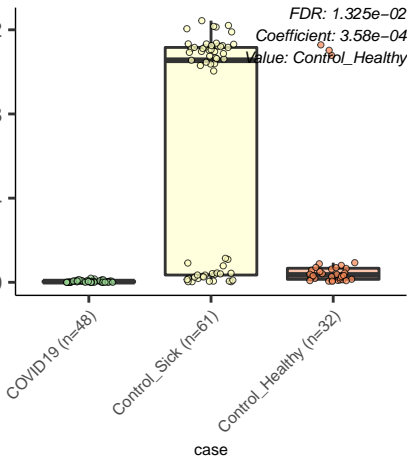 FDR: 1.325e−02
Coefficient: 3.58e−04
Value: Control_Healthy
COVID19 (n=48)
Control_Sick (n=61)
Control_Healthy (n=32)
case